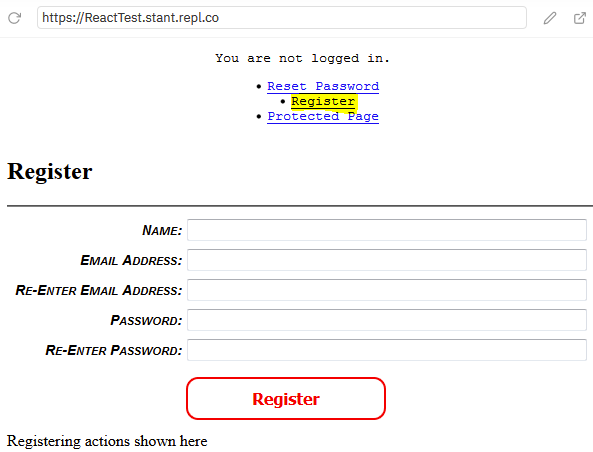 https://ReactTest.stant.repl.co
You are not logged in.
• Reset Password
• Register
• Protected Page
Register
Name:
Email Address:
Re-Enter Email Address:
Password:
Re-Enter Password:
Register
Registering actions shown here